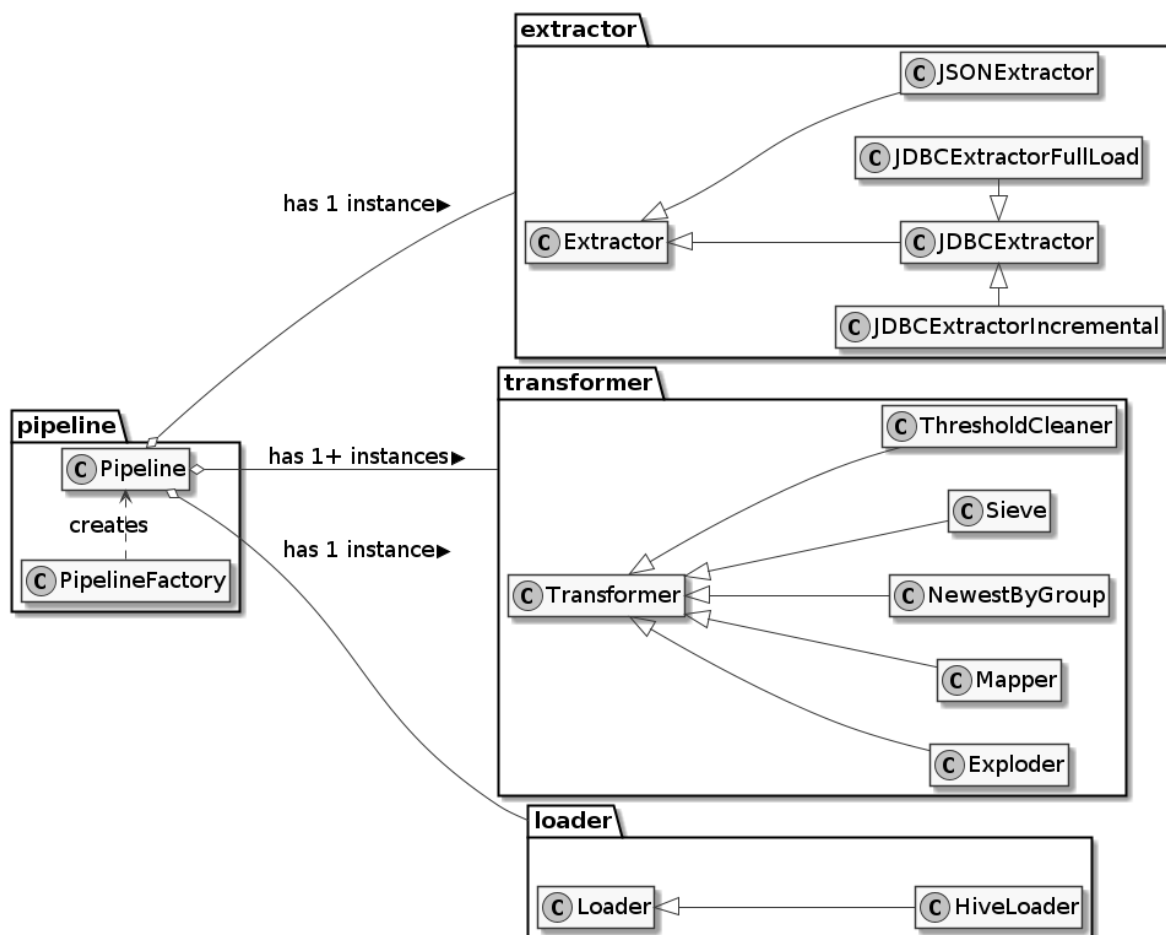 extractor
C JSONExtractor
C JDBCExtractorFullLoad
has 1 instance▶
C Extractor
C JDBCExtractor
C JDBCExtractorIncremental
transformer
pipeline
C ThresholdCleaner
C Pipeline
has 1+ instances▶
C Sieve
creates
has 1 instance▶
C PipelineFactory
C Transformer
C NewestByGroup
C Mapper
C Exploder
loader
C Loader
C HiveLoader